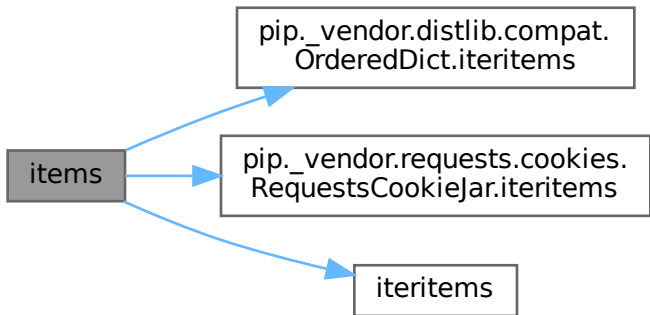 pip._vendor.distlib.compat.
OrderedDict.iteritems
items
pip._vendor.requests.cookies.
RequestsCookieJar.iteritems
iteritems